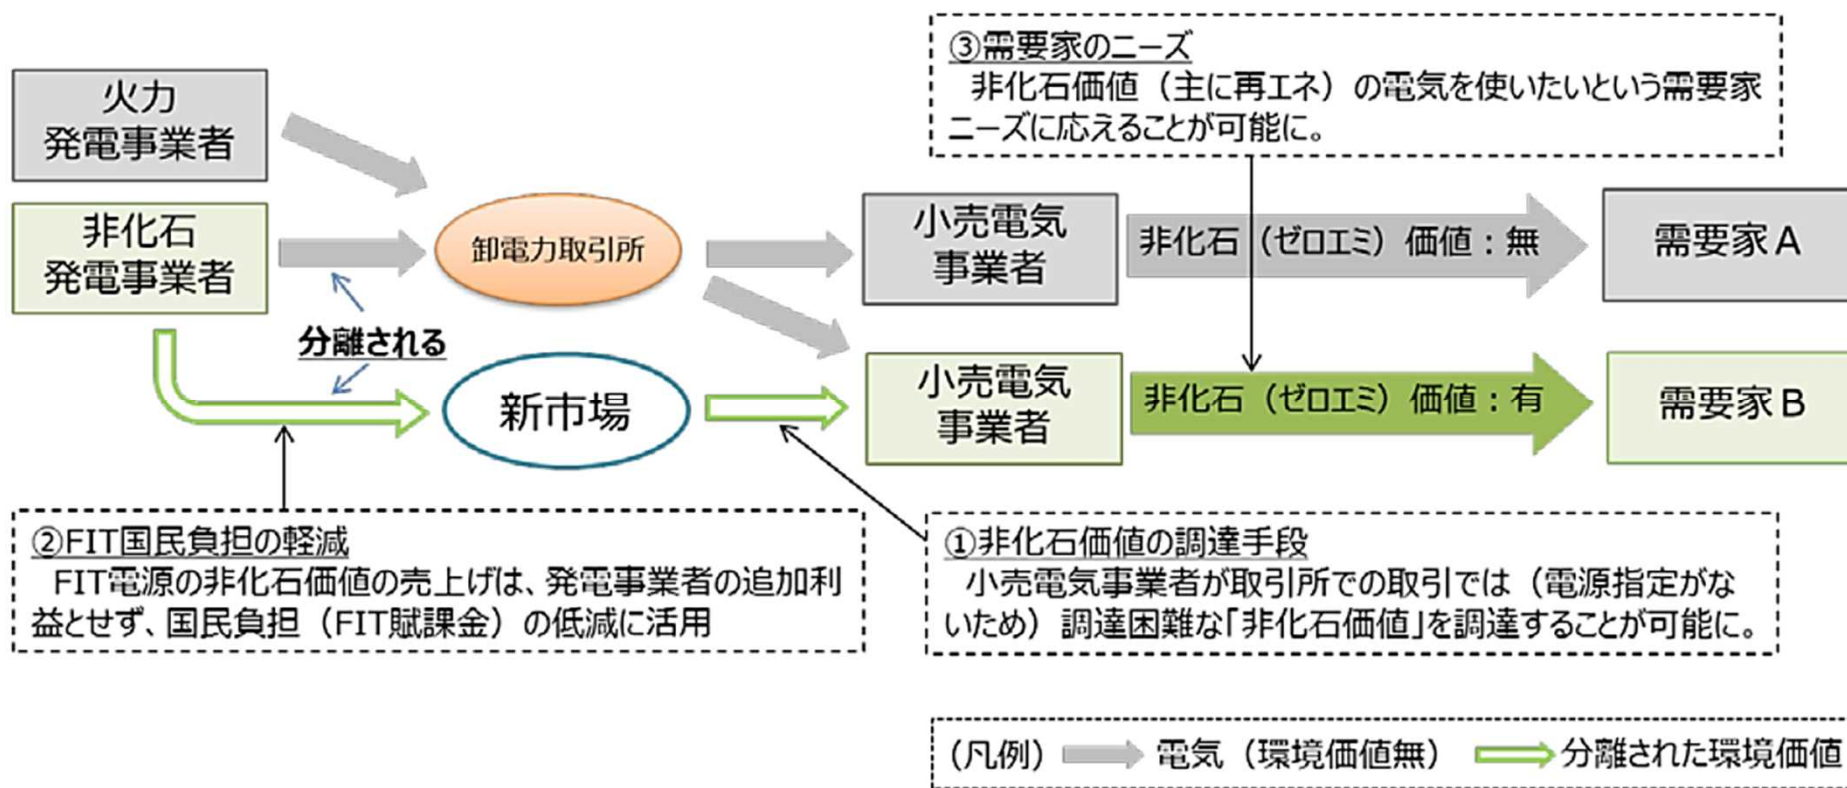 ③需要家のニーズ
非化石価値（主に再エネ）の電気を使いたいという需要家
ニーズに応えることが可能に。
火力
発電事業者
非化石
発電事業者
卸電力取引所
小売電気
事業者
非化石（ゼロエミ）価値：無
需要家A
分離される
新市場
小売電気
事業者
非化石（ゼロエミ）価値：有
需要家B
②FIT国民負担の軽減
FIT電源の非化石価値の売上げは、発電事業者の追加利
益とせず、国民負担（FIT賦課金）の低減に活用
①非化石価値の調達手段
小売電気事業者が取引所での取引では（電源指定がな
いため）調達困難な「非化石価値」を調達することが可能に。
（凡例）
電気（環境価値無）
分離された環境価値